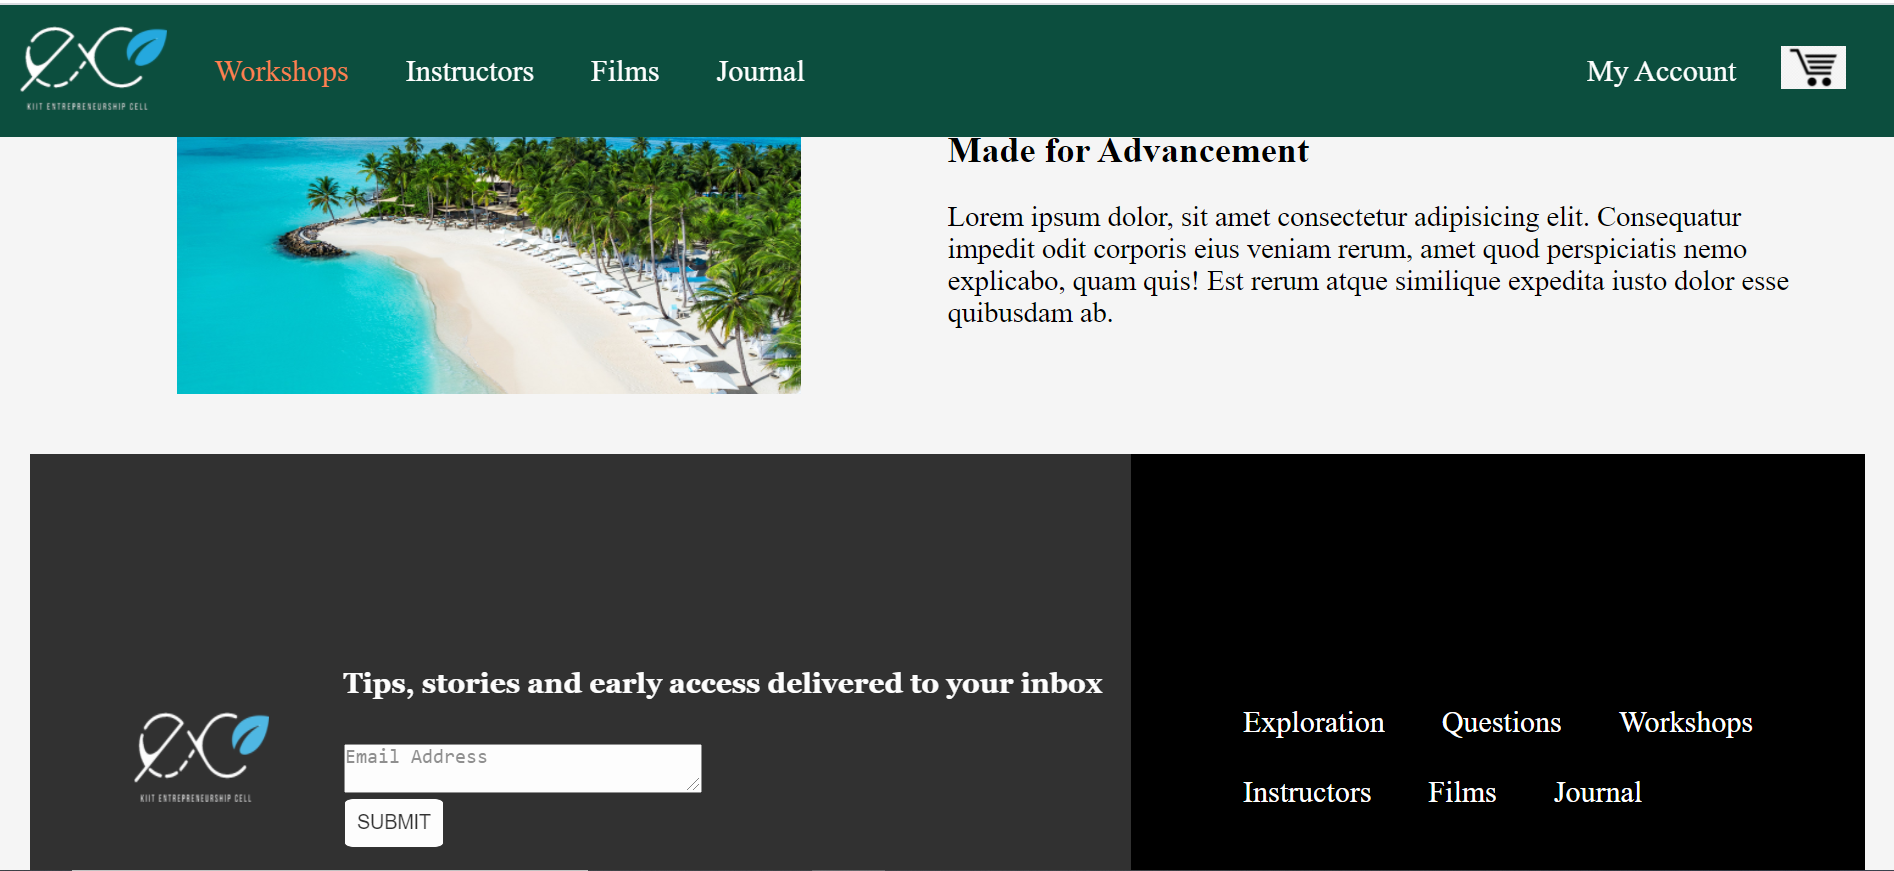 exc
KIIT ENTREPRENEURSHIP CELL
Workshops Instructors Films Journal My Account
Made for Advancement
Lorem ipsum dolor, sit amet consectetur adipisicing elit. Consequatur
impedit odit corporis eius veniam rerum, amet quod perspiciatis nemo
explicabo, quam quis! Est rerum atque similique expedita iusto dolor esse
quibusdam ab.
Tips, stories and early access delivered to your inbox
exc
KIIT ENTREPRENEURSHIP CELL
Email Address
SUBMIT
Exploration Questions Workshops
Instructors Films Journal